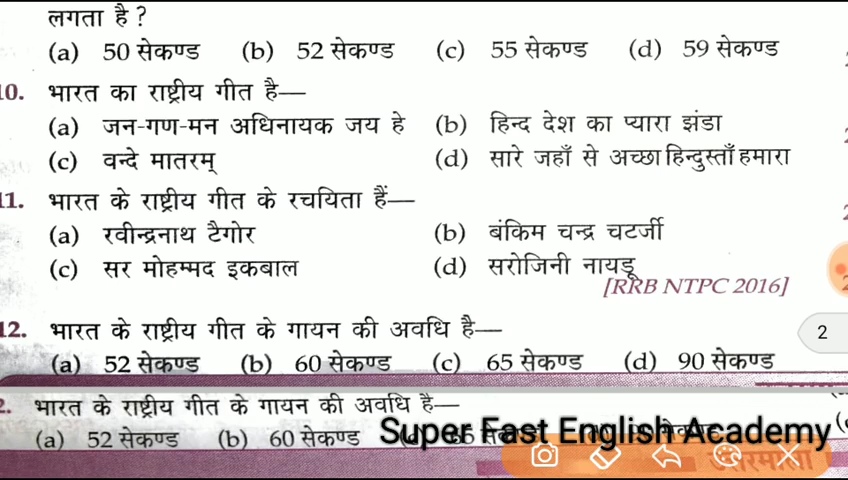 लगता है ?
(a) 50 सेकण्ड (b) 52 सेकण्ड (c) 55 सेकण्ड (d) 59 सेकण्ड
10. भारत का राष्ट्रीय गीत है—
(a) जन-गण-मन अधिनायक जय हे (b) हिन्द देश का प्यारा झंडा
(c) वन्दे मातरम् (d) सारे जहाँ से अच्छा हिन्दुस्ताँ हमारा
11. भारत के राष्ट्रीय गीत के रचयिता हैं—
(a) रवीन्द्रनाथ टैगोर (b) बंकिम चन्द्र चटर्जी
(c) सर मोहम्मद इकबाल (d) सरोजिनी नायडू
[RRB NTPC 2016]
12. भारत के राष्ट्रीय गीत के गायन की अवधि है—
2
(a) 52 सेकण्ड (b) 60 सेकण्ड (c) 65 सेकण्ड (d) 90 सेकण्ड
2. भारत के राष्ट्रीय गीत के गायन की अवधि है—
(a) 52 सेकण्ड (b) 60 सेकण्ड
Super Fast English Academy
उत्तरमाला